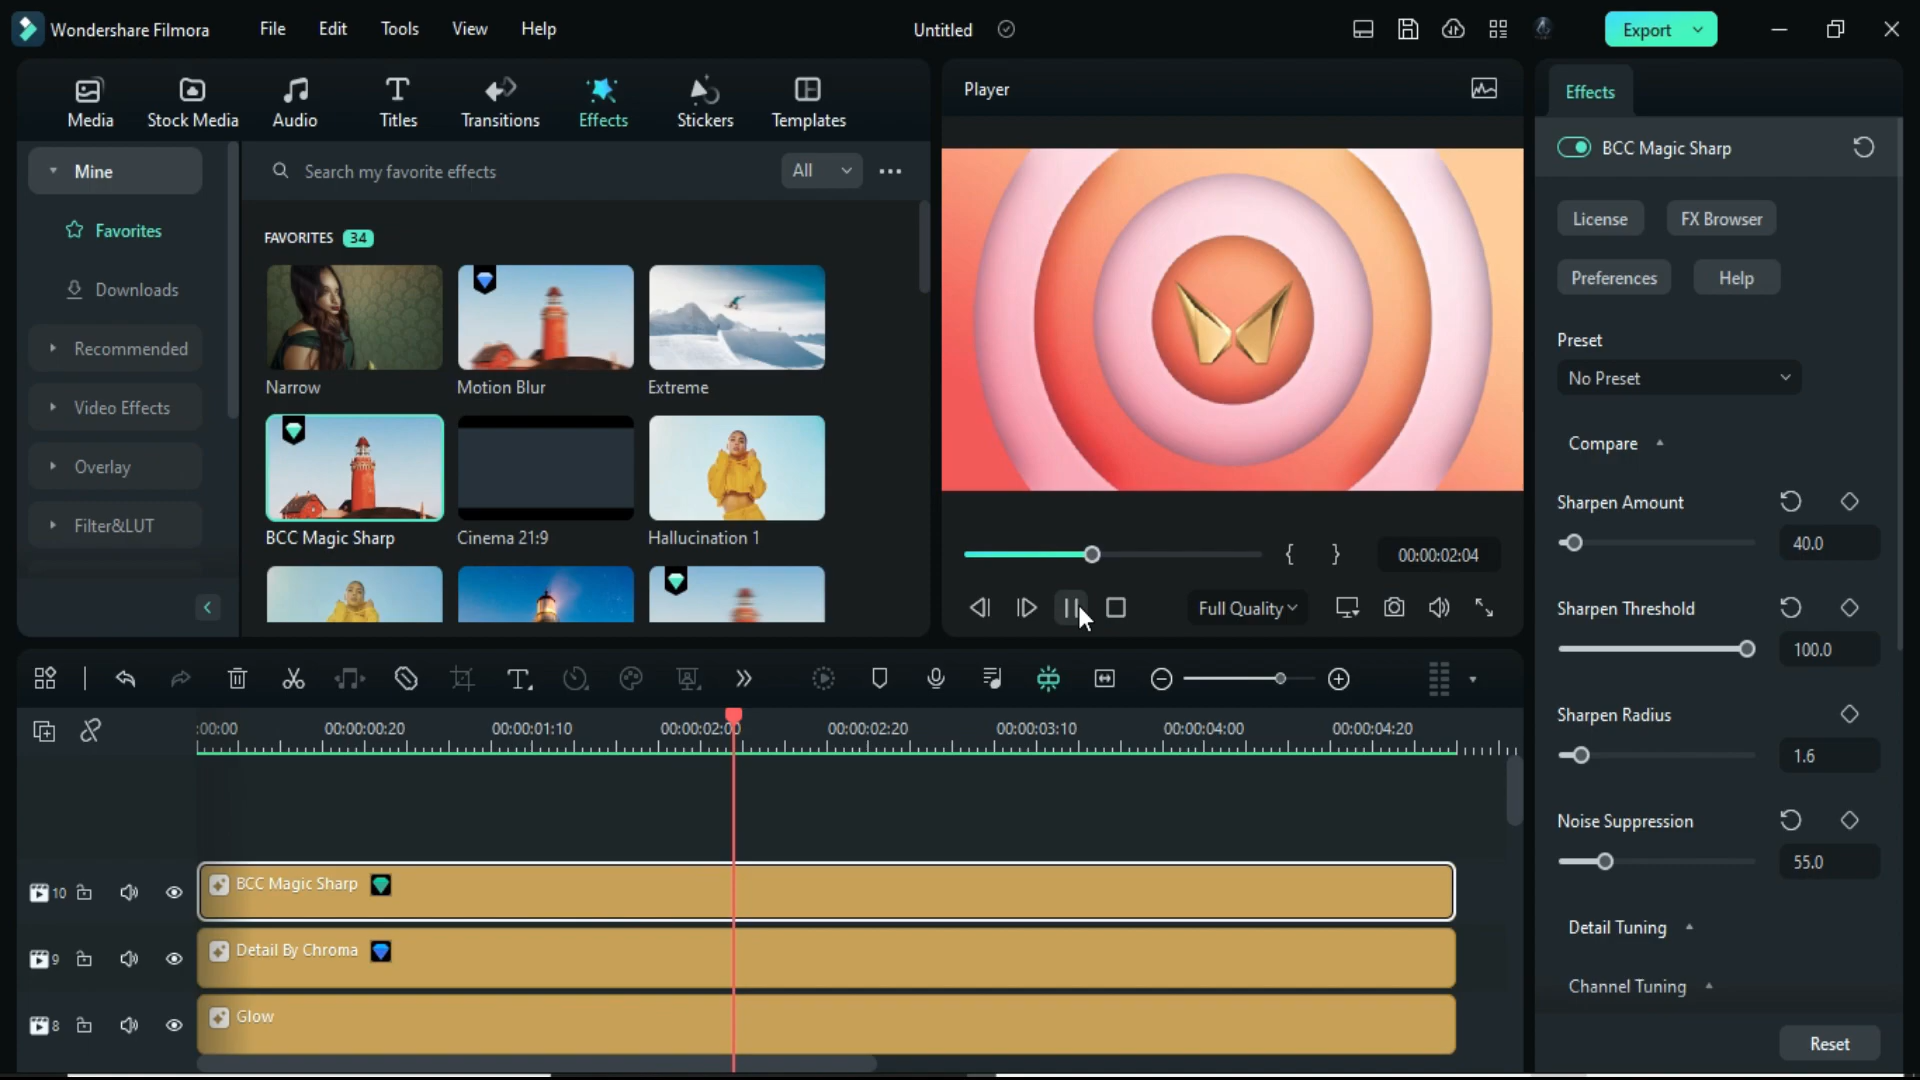 Wondershare Filmora File Edit Tools View Help Untitled Export
Media Stock Media Audio Titles Transitions Effects Stickers Templates
Player
Effects
Mine
Search my favorite effects All
BCC Magic Sharp
Favorites
FAVORITES 34
License FX Browser
Downloads
Preferences Help
Recommended
Preset
Narrow Motion Blur Extreme
No Preset
Video Effects
Compare
Overlay
Sharpen Amount
Filter&LUT
BCC Magic Sharp Cinema 21:9 Hallucination 1
40.0
{ } 00:00:02:04
Sharpen Threshold
Full Quality
100.0
:00:00 00:00:00:20 00:00:01:10 00:00:02:00 00:00:02:20 00:00:03:10 00:00:04:00 00:00:04:20
Sharpen Radius
1.6
Noise Suppression
55.0
10 BCC Magic Sharp
Detail Tuning
9 Detail By Chroma
Channel Tuning
8 Glow
Reset